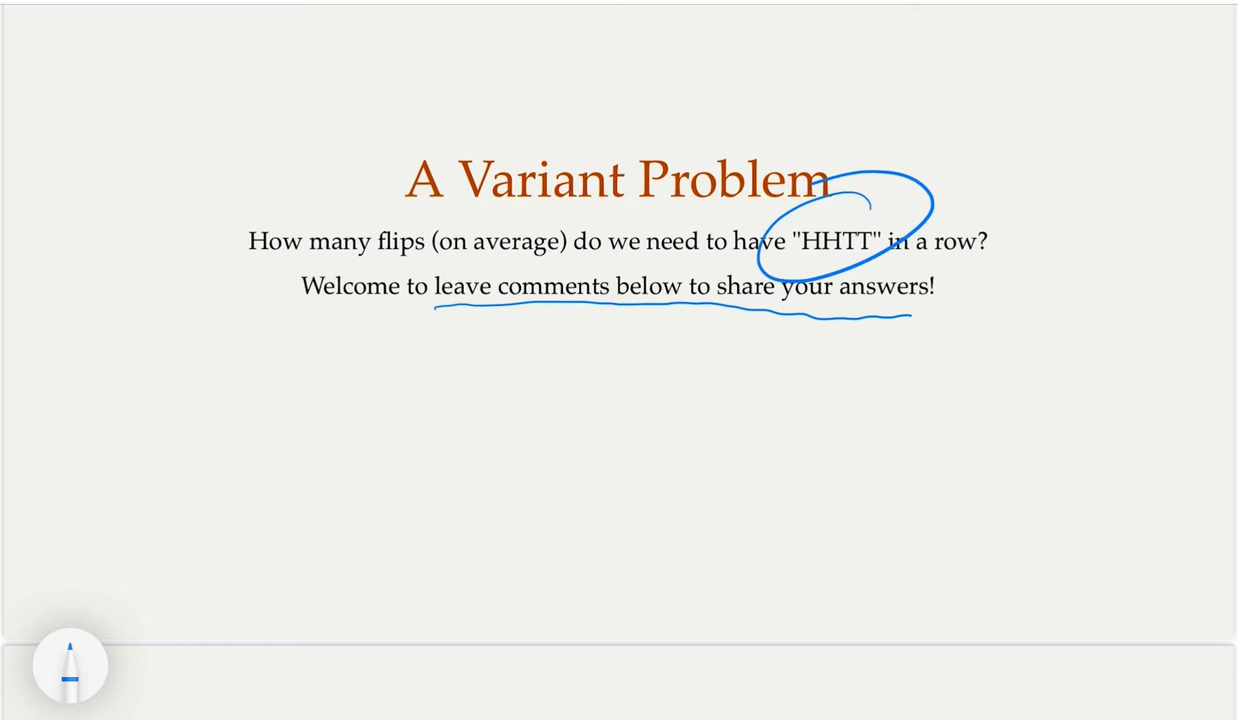 A Variant Problem
How many flips (on average) do we need to have "HHTT" in a row?
Welcome to leave comments below to share your answers!